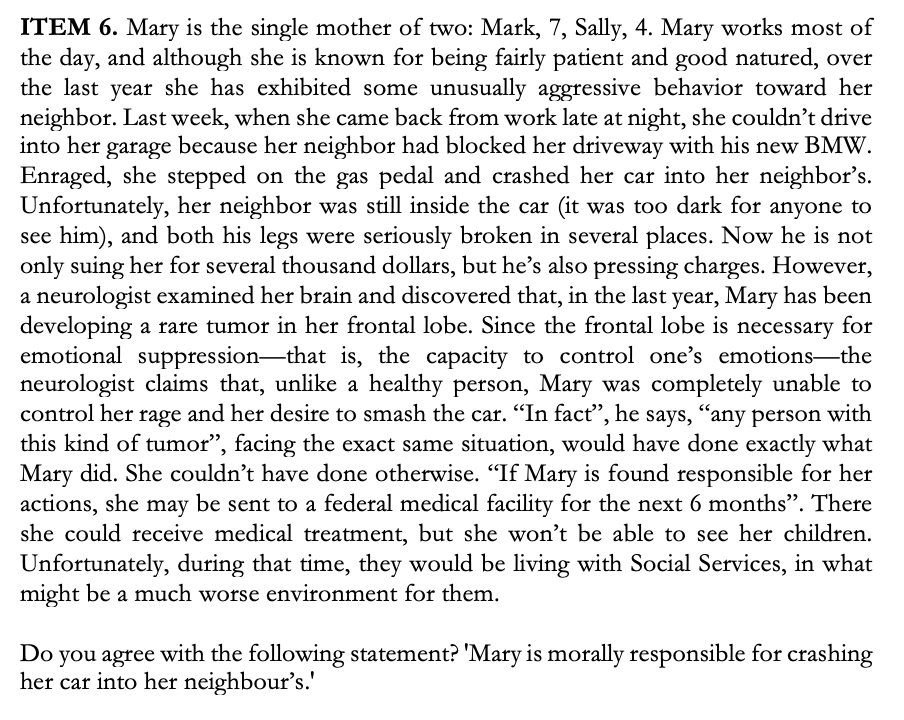 ITEM 6. Mary is the single mother of two: Mark, 7, Sally, 4. Mary works most of
the day, and although she is known for being fairly patient and good natured, over
the last year she has exhibited some unusually aggressive behavior toward her
neighbor. Last week, when she came back from work late at night, she couldn’t drive
into her garage because her neighbor had blocked her driveway with his new BMW.
Enraged, she stepped on the gas pedal and crashed her car into her neighbor’s.
Unfortunately, her neighbor was still inside the car (it was too dark for anyone to
see him), and both his legs were seriously broken in several places. Now he is not
only suing her for several thousand dollars, but he’s also pressing charges. However,
a neurologist examined her brain and discovered that, in the last year, Mary has been
developing a rare tumor in her frontal lobe. Since the frontal lobe is necessary for
emotional suppression—that is, the capacity to control one’s emotions—the
neurologist claims that, unlike a healthy person, Mary was completely unable to
control her rage and her desire to smash the car. “In fact”, he says, “any person with
this kind of tumor”, facing the exact same situation, would have done exactly what
Mary did. She couldn’t have done otherwise. “If Mary is found responsible for her
actions, she may be sent to a federal medical facility for the next 6 months”. There
she could receive medical treatment, but she won’t be able to see her children.
Unfortunately, during that time, they would be living with Social Services, in what
might be a much worse environment for them.
Do you agree with the following statement? 'Mary is morally responsible for crashing
her car into her neighbour’s.'